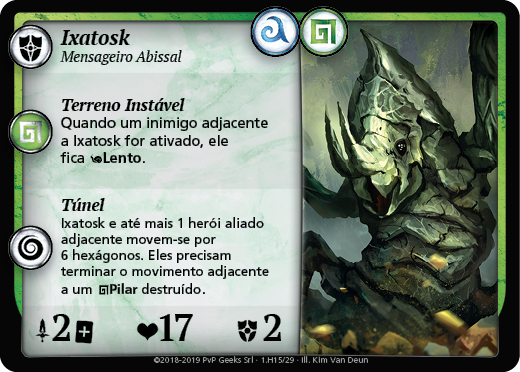 Ixatosk
Mensageiro Abissal
Terreno Instável
Quando um inimigo adjacente
a Ixatosk for ativado, ele
fica Lento.
Túnel
Ixatosk e até mais 1 herói aliado
adjacente movem-se por
6 hexágonos. Eles precisam
terminar o movimento adjacente
a um Pilar destruído.
2 17 2
©2018-2019 PvP Geeks Srl · 1.H15/29 · Ill. Kim Van Deun